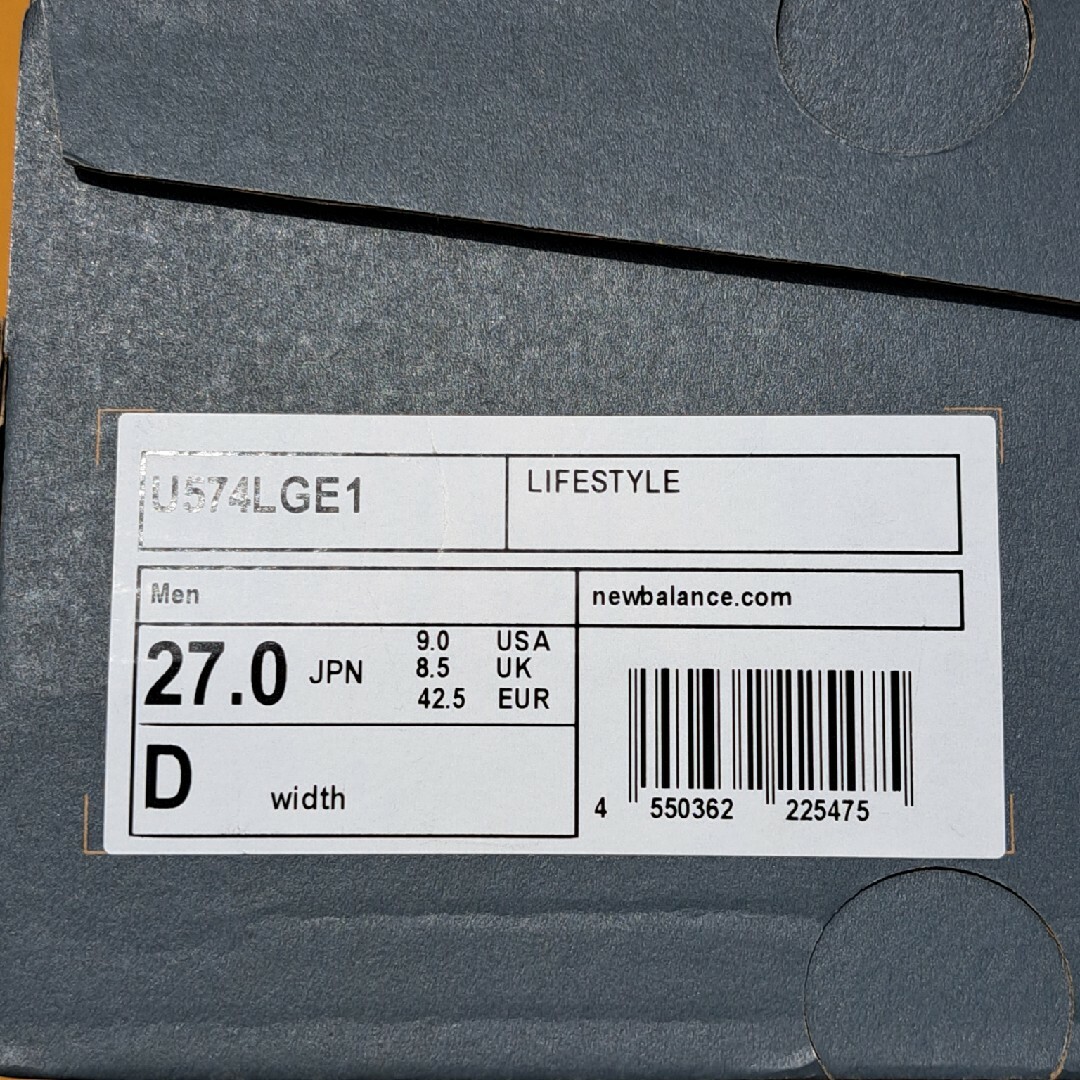 U574LGE1
LIFESTYLE
Men
newbalance.com
27.0 JPN
9.0 USA
8.5 UK
42.5 EUR
D width
4 550362 225475